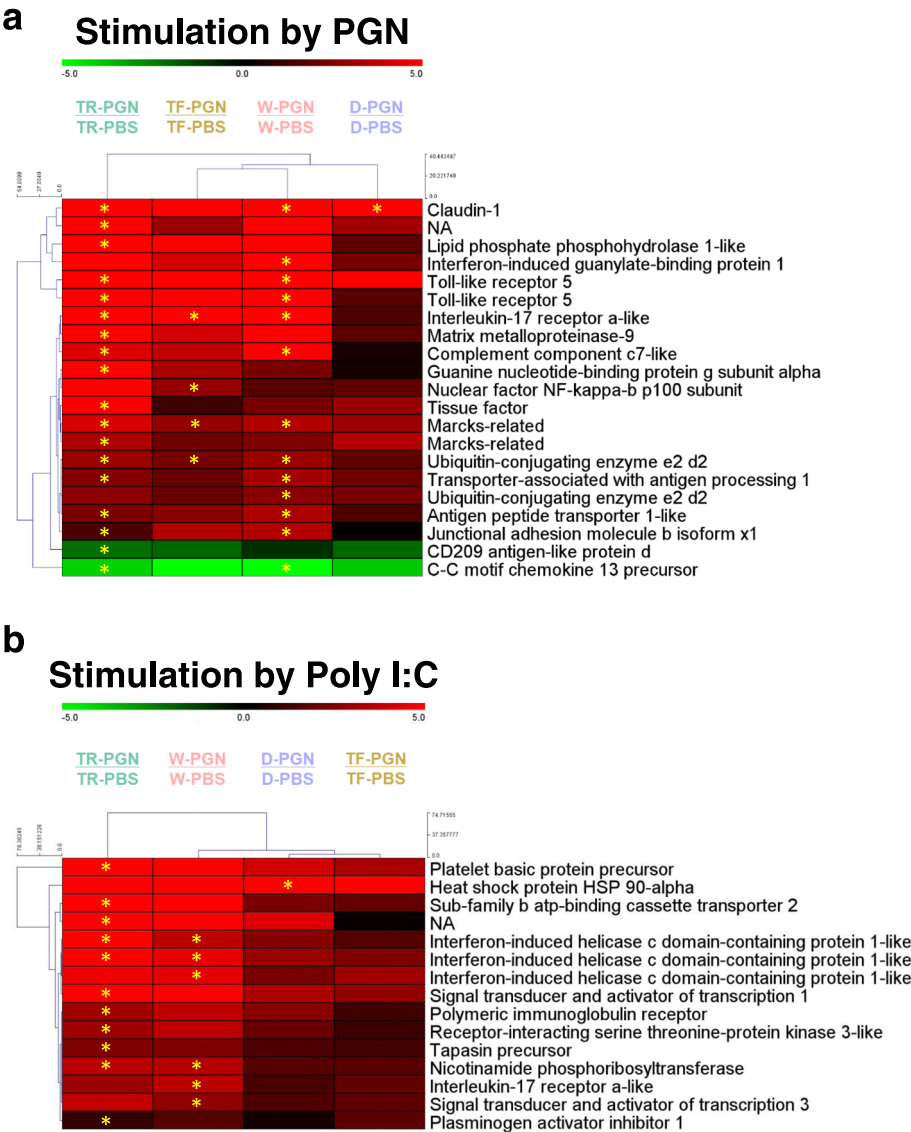 a
Stimulation by PGN
-5.0 0.0 5.0
TR-PGN TF-PGN W-PGN D-PGN
TR-PBS TF-PBS W-PBS D-PBS
40.443497
20.221748
0.0
27.0049
0.0
Claudin-1
NA
Lipid phosphate phosphohydrolase 1-like
Interferon-induced guanylate-binding protein 1
Toll-like receptor 5
Toll-like receptor 5
Interleukin-17 receptor a-like
Matrix metalloproteinase-9
Complement component c7-like
Guanine nucleotide-binding protein g subunit alpha
Nuclear factor NF-kappa-b p100 subunit
Tissue factor
Marcks-related
Marcks-related
Ubiquitin-conjugating enzyme e2 d2
Transporter-associated with antigen processing 1
Ubiquitin-conjugating enzyme e2 d2
Antigen peptide transporter 1-like
Junctional adhesion molecule b isoform x1
CD209 antigen-like protein d
C-C motif chemokine 13 precursor
b
Stimulation by Poly I:C
-5.0 0.0 5.0
TR-PGN W-PGN D-PGN TF-PGN
TR-PBS W-PBS D-PBS TF-PBS
74.71555
37.357777
0.0
0.0
Platelet basic protein precursor
Heat shock protein HSP 90-alpha
Sub-family b atp-binding cassette transporter 2
NA
Interferon-induced helicase c domain-containing protein 1-like
Interferon-induced helicase c domain-containing protein 1-like
Interferon-induced helicase c domain-containing protein 1-like
Signal transducer and activator of transcription 1
Polymeric immunoglobulin receptor
Receptor-interacting serine threonine-protein kinase 3-like
Tapasin precursor
Nicotinamide phosphoribosyltransferase
Interleukin-17 receptor a-like
Signal transducer and activator of transcription 3
Plasminogen activator inhibitor 1